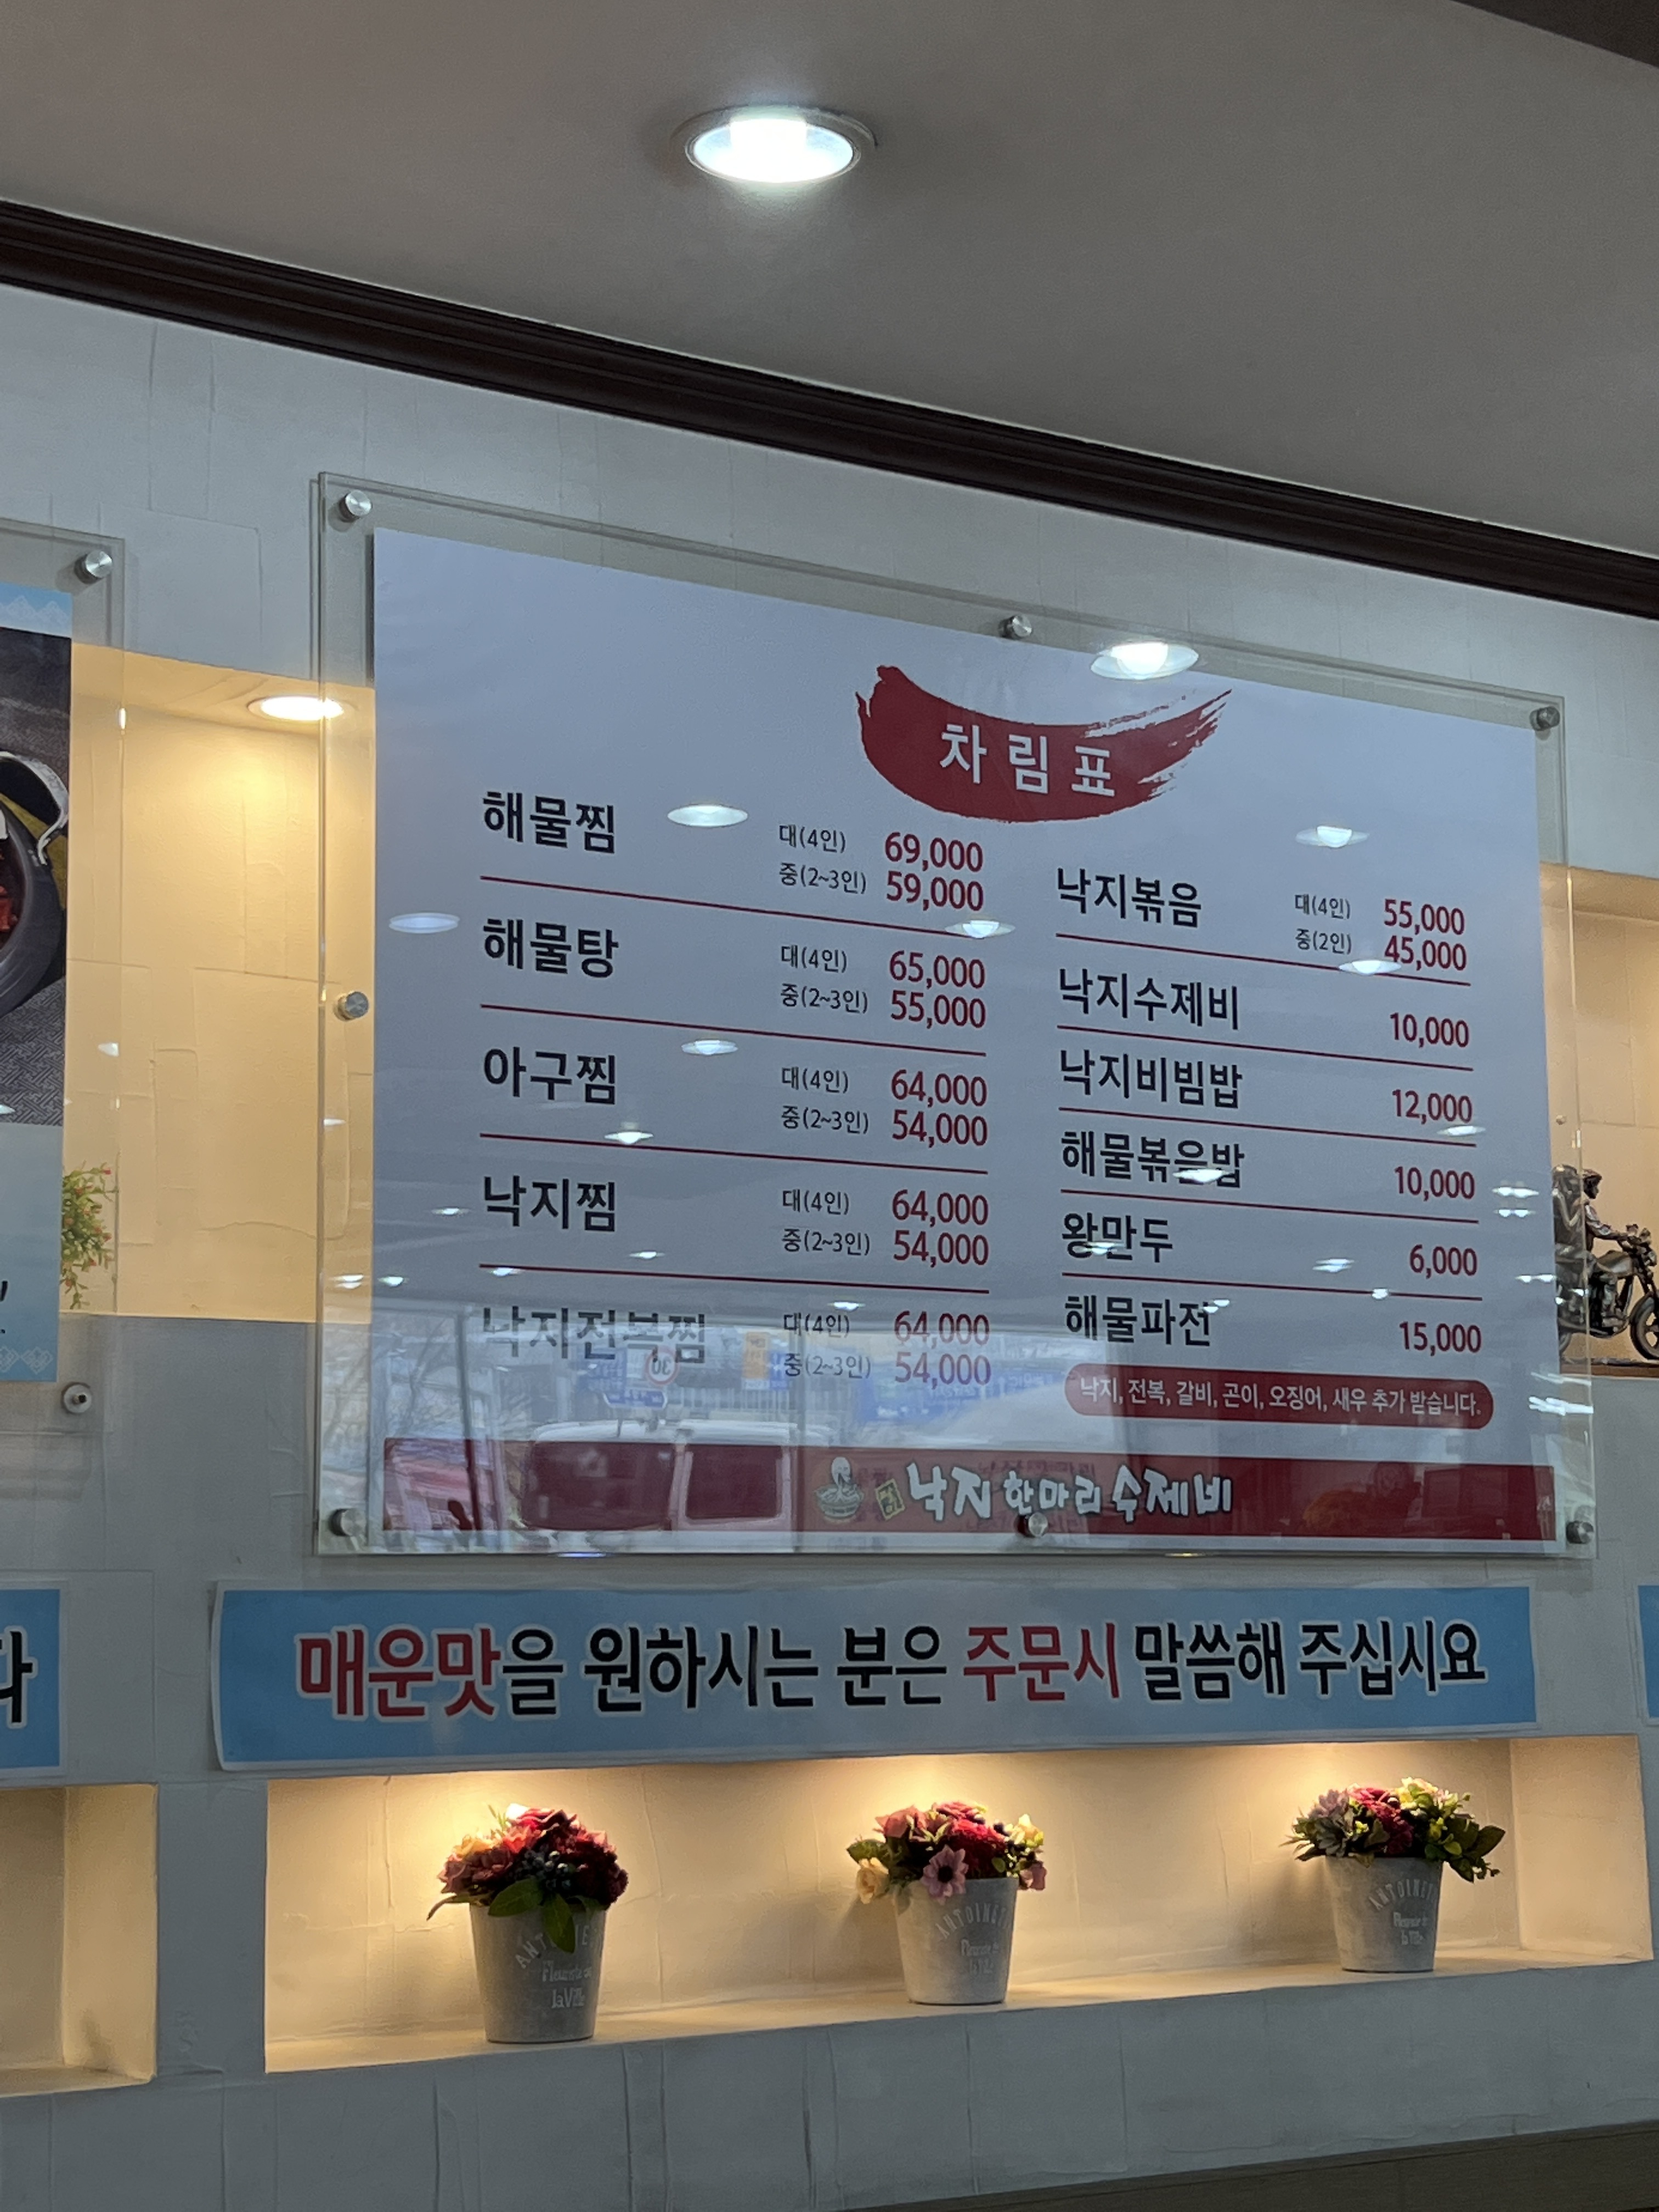 차림표
해물찜 대(4인) 69,000
중(2~3인) 59,000
해물탕 대(4인) 65,000
중(2~3인) 55,000
아구찜 대(4인) 64,000
중(2~3인) 54,000
낙지찜 대(4인) 64,000
중(2~3인) 54,000
낙지전복찜 대(4인) 64,000
중(2~3인) 54,000
낙지볶음 대(4인) 55,000
중(2인) 45,000
낙지수제비 10,000
낙지비빔밥 12,000
해물볶은밥 10,000
왕만두 6,000
해물파전 15,000
낙지, 전복, 갈비, 곤이, 오징어, 새우 추가 받습니다.
낙지한마리수제비
다
매운맛을 원하시는 분은 주문시 말씀해 주십시요
laVille